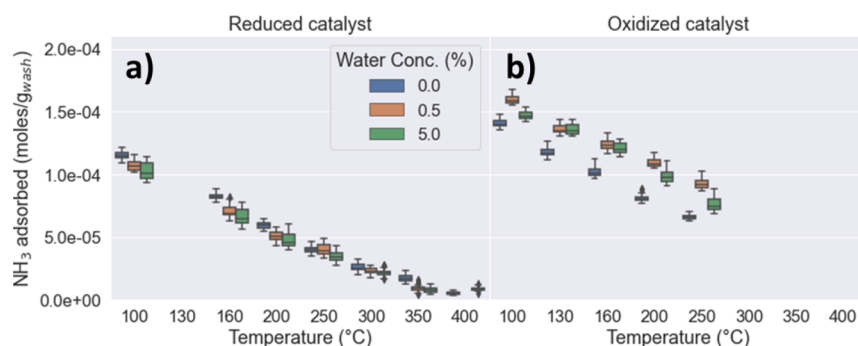 Reduced catalyst
Oxidized catalyst
a)
b)
Water Conc. (%)
0.0
0.5
5.0
NH3 adsorbed (moles/gwash)
2.0e-04
1.5e-04
1.0e-04
5.0e-05
0.0e+00
100 130 160 200 250 300 350 400
100 130 160 200 250 300 350 400
Temperature (°C)
Temperature (°C)